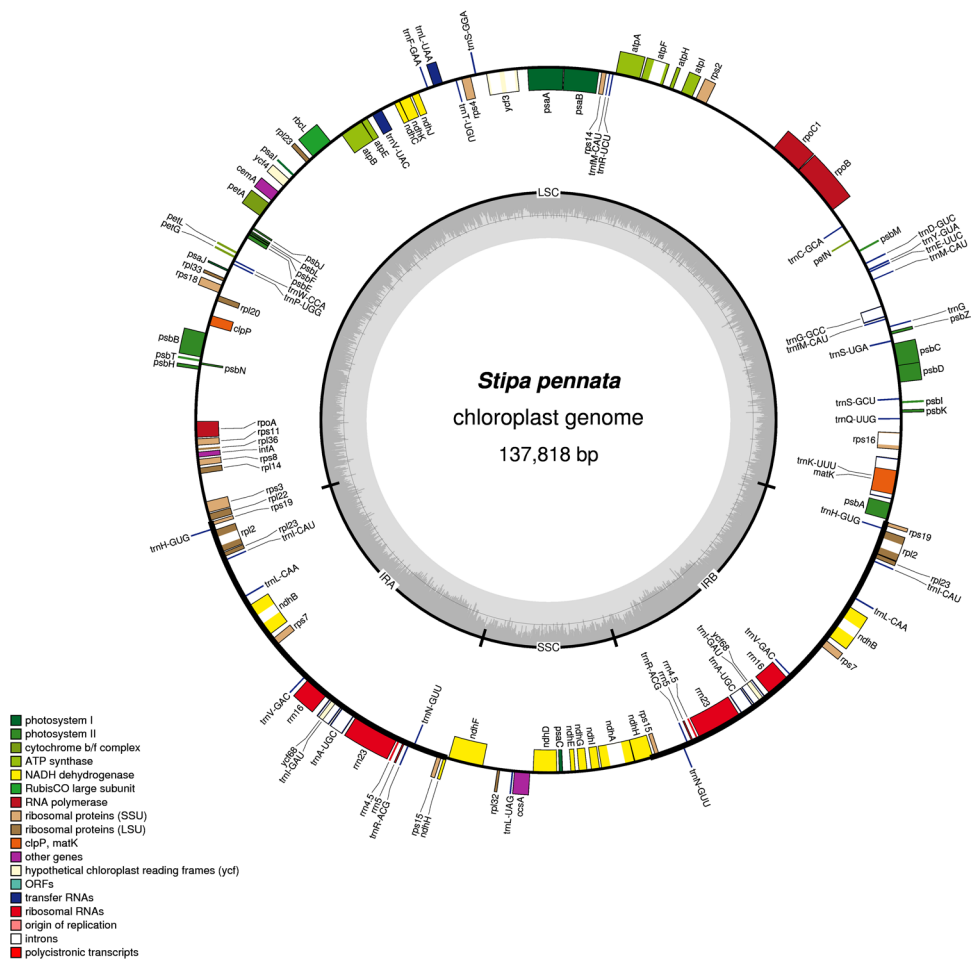 Stipa pennata
chloroplast genome
137,818 bp
LSC
IRB
SSC
IRA
trnL-UAA
trnF-GAA
trnS-GGA
trnT-UGU
rps4
ycf3
psaA
psaB
rps14
trnfM-CAU
trnR-UCU
atpA
atpF
atpH
atpI
rps2
rpoC1
rpoB
trnC-GCA
petN
psbM
trnD-GUC
trnY-GUA
trnE-UUC
trnM-CAU
trnG-GCC
trnfM-CAU
trnG
psbZ
trnS-UGA
psbC
psbD
trnS-GCU
psbI
psbK
trnQ-UUG
rps16
trnK-UUU
matK
psbA
trnH-GUG
rps19
rpl2
rpl23
trnI-CAU
trnL-CAA
ndhB
rps7
trnV-GAC
rrn16
ycf68
trnI-GAU
trnA-UGC
rrn23
rrn4.5
rrn5
trnR-ACG
trnN-GUU
rps15
ndhH
ndhA
ndhI
ndhG
ndhE
psaC
ndhD
ccsA
trnL-UAG
rpl32
ndhF
ndhH
rps15
trnN-GUU
trnR-ACG
rrn5
rrn4.5
rrn23
trnA-UGC
trnI-GAU
ycf68
rrn16
trnV-GAC
rps7
ndhB
trnL-CAA
trnI-CAU
rpl23
rpl2
trnH-GUG
rps19
rpl22
rps3
rpl14
rps8
infA
rpl36
rps11
rpoA
psbN
psbH
psbT
psbB
clpP
rpl20
rps18
rpl33
psaJ
trnP-UGG
trnW-CCA
petG
petL
psbE
psbF
psbL
psbJ
petA
cemA
ycf4
psaI
rpl23
rbcL
atpB
atpE
trnV-UAC
ndhC
ndhK
ndhJ
photosystem I
photosystem II
cytochrome b/f complex
ATP synthase
NADH dehydrogenase
RubisCO large subunit
RNA polymerase
ribosomal proteins (SSU)
ribosomal proteins (LSU)
clpP, matK
other genes
hypothetical chloroplast reading frames (ycf)
ORFs
transfer RNAs
ribosomal RNAs
origin of replication
introns
polycistronic transcripts